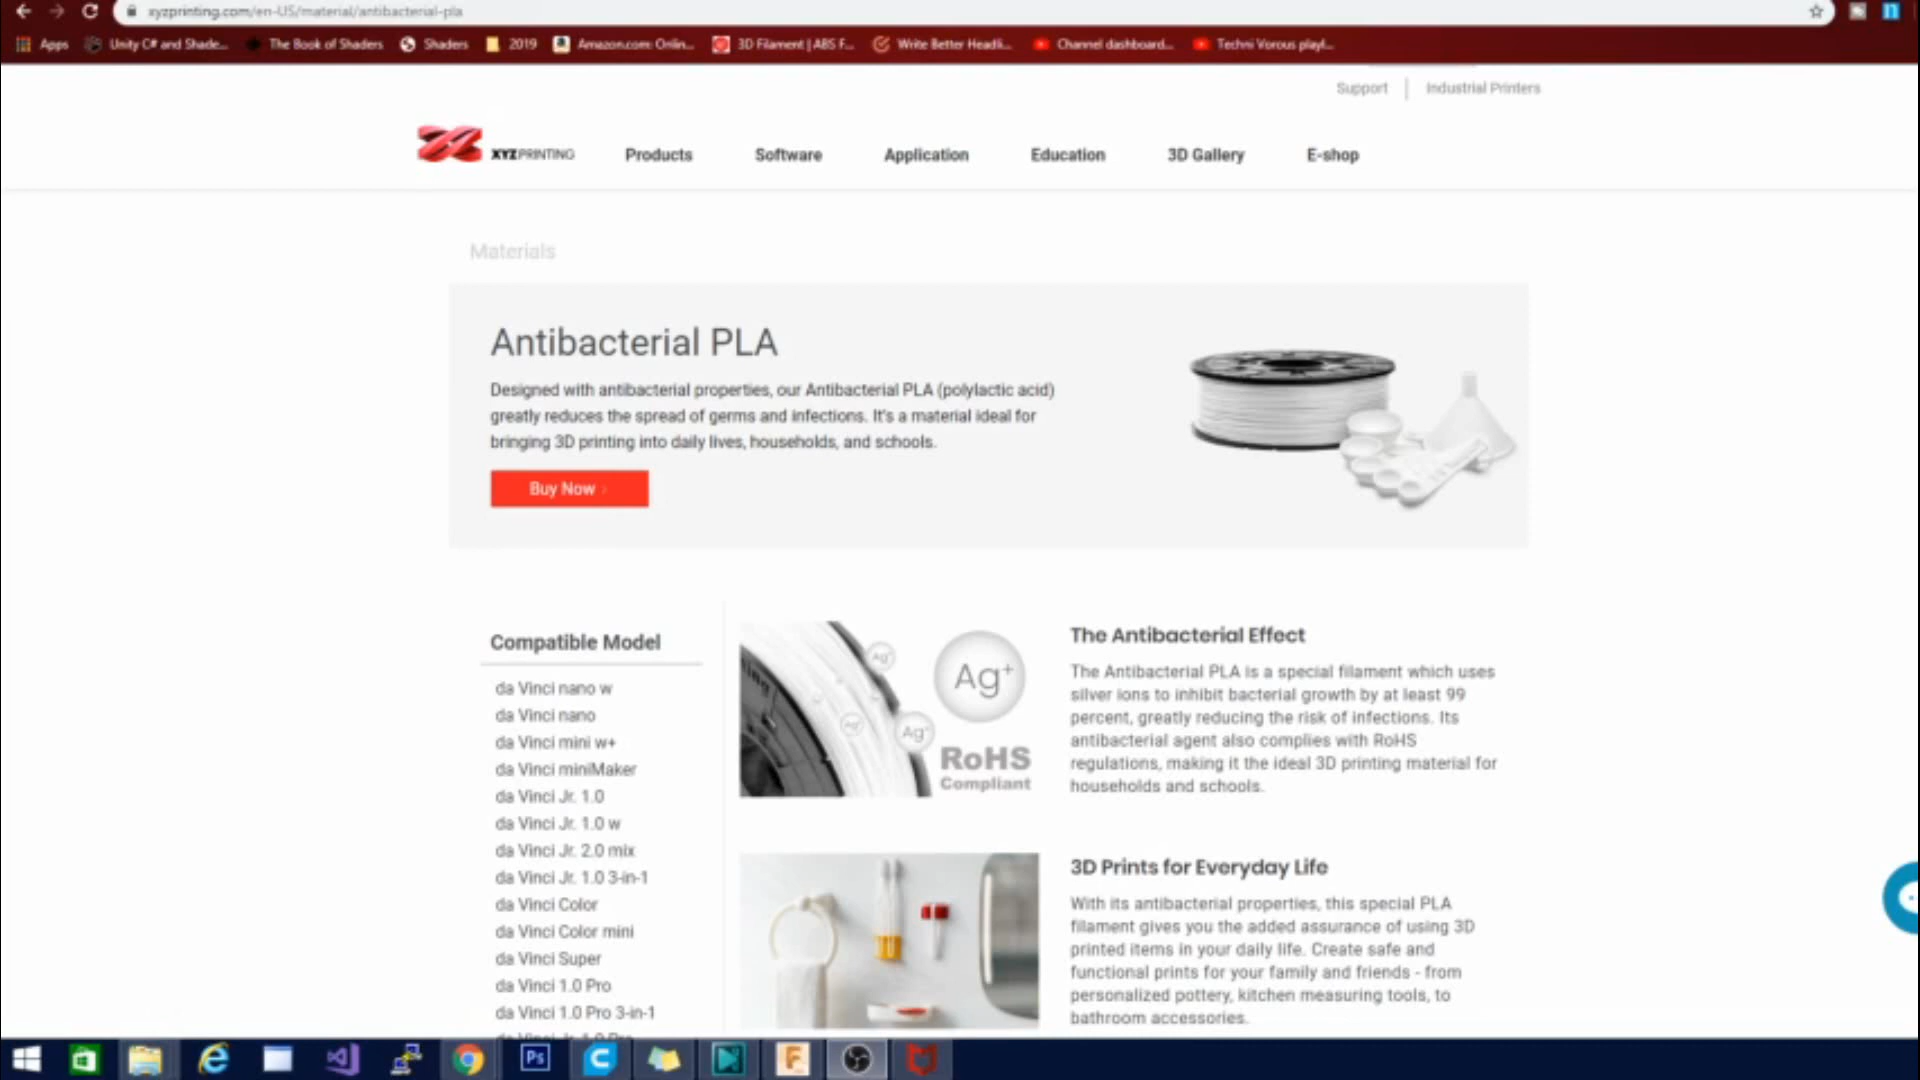 xyzprinting.com/en-US/material/antibacterial-pla
Apps Unity C# and Shade... The Book of Shaders Shaders 2019 Amazon.com: Onlin... 3D Filament | ABS F... Write Better Headli... Channel dashboard... Techni Vorous playl...
Support Industrial Printers
XYZPRINTING Products Software Application Education 3D Gallery E-shop
Materials
Antibacterial PLA
Designed with antibacterial properties, our Antibacterial PLA (polylactic acid)
greatly reduces the spread of germs and infections. It's a material ideal for
bringing 3D printing into daily lives, households, and schools.
Buy Now ›
Compatible Model
da Vinci nano w
da Vinci nano
da Vinci mini w+
da Vinci miniMaker
da Vinci Jr. 1.0
da Vinci Jr. 1.0 w
da Vinci Jr. 2.0 mix
da Vinci Jr. 1.0 3-in-1
da Vinci Color
da Vinci Color mini
da Vinci Super
da Vinci 1.0 Pro
da Vinci 1.0 Pro 3-in-1
da Vinci Jr. 1.0 Pro
Ag+
Ag+
Ag+
Ag+
RoHS
Compliant
The Antibacterial Effect
The Antibacterial PLA is a special filament which uses
silver ions to inhibit bacterial growth by at least 99
percent, greatly reducing the risk of infections. Its
antibacterial agent also complies with RoHS
regulations, making it the ideal 3D printing material for
households and schools.
3D Prints for Everyday Life
With its antibacterial properties, this special PLA
filament gives you the added assurance of using 3D
printed items in your daily life. Create safe and
functional prints for your family and friends - from
personalized pottery, kitchen measuring tools, to
bathroom accessories.
Ps